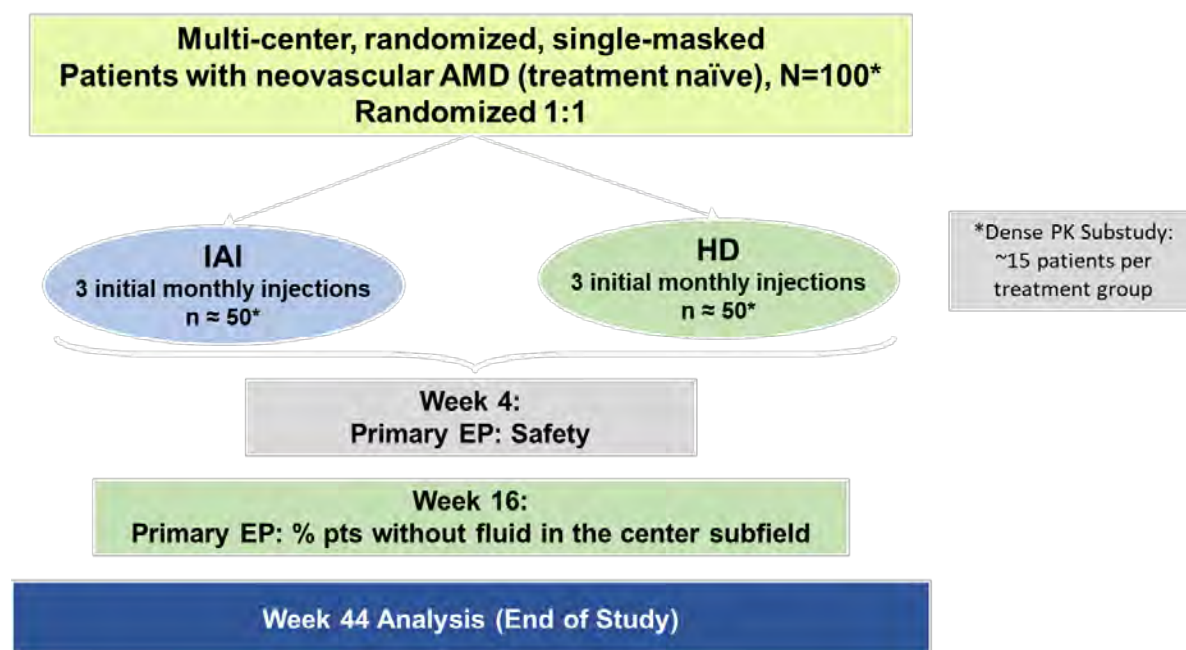 Multi-center, randomized, single-masked
Patients with neovascular AMD (treatment naïve), N=100*
Randomized 1:1
IAI
3 initial monthly injections
n ≈ 50*
HD
3 initial monthly injections
n ≈ 50*
*Dense PK Substudy:
~15 patients per
treatment group
Week 4:
Primary EP: Safety
Week 16:
Primary EP: % pts without fluid in the center subfield
Week 44 Analysis (End of Study)